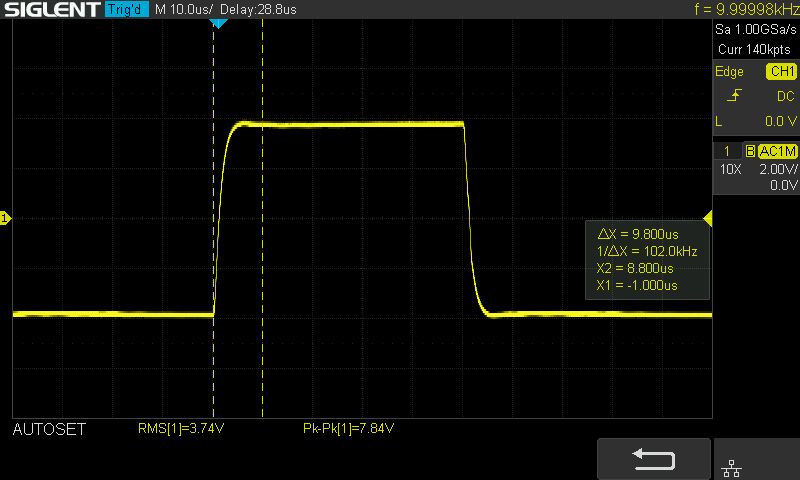 SIGLENT Trig'd M 10.0us/ Delay:28.8us f = 9.99998kHz
Sa 1.00GSa/s
Curr 140kpts
Edge CH1
DC
L 0.0 V
1 B AC1M
10X 2.00V/
0.0V
1
ΔX = 9.800us
1/ΔX = 102.0kHz
X2 = 8.800us
X1 = -1.000us
AUTOSET RMS[1]=3.74V Pk-Pk[1]=7.84V